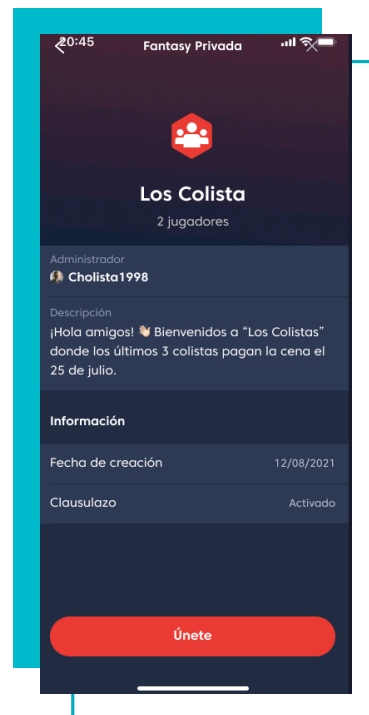 20:45
Fantasy Privada
Los Colista
2 jugadores
Administrador
Cholista1998
Descripción
¡Hola amigos! 👋🏻 Bienvenidos a “Los Colistas”
donde los últimos 3 colistas pagan la cena el
25 de julio.
Información
Fecha de creación 12/08/2021
Clausulazo Activado
Únete